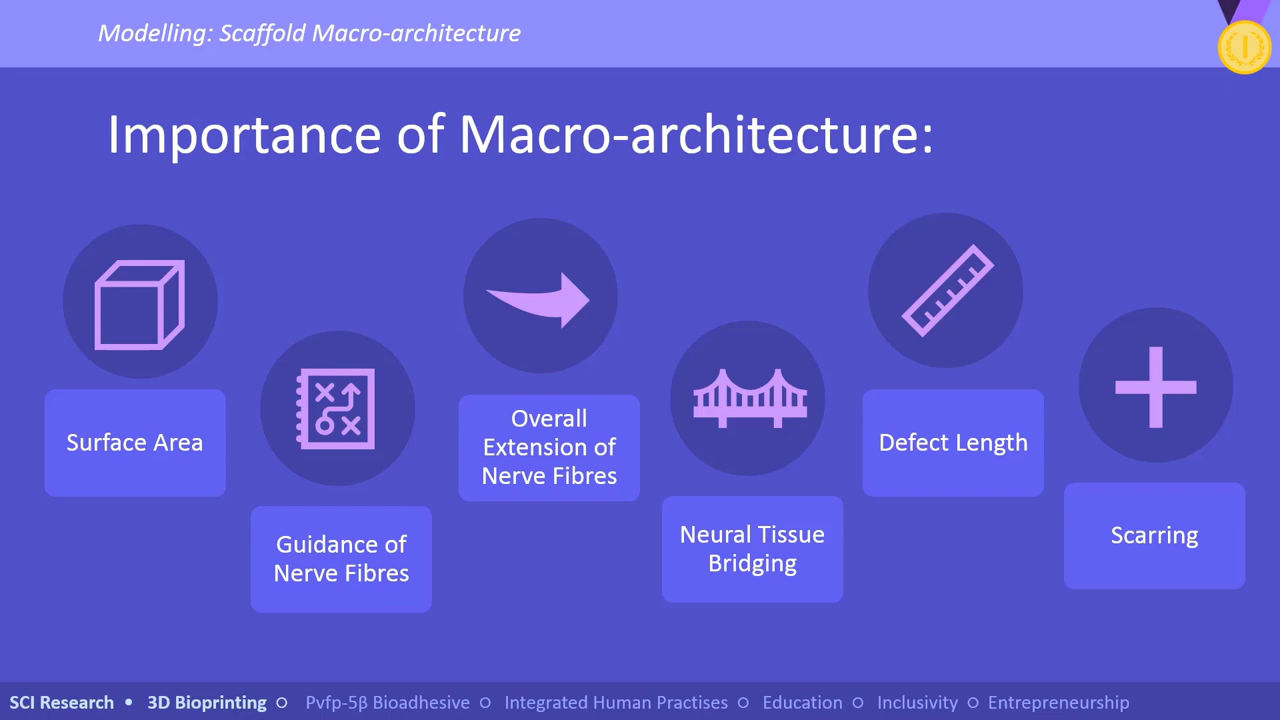 Modelling: Scaffold Macro-architecture
Importance of Macro-architecture:
Surface Area
Guidance of
Nerve Fibres
Overall
Extension of
Nerve Fibres
Neural Tissue
Bridging
Defect Length
Scarring
SCI Research • 3D Bioprinting ○ Pvfp-5β Bioadhesive ○ Integrated Human Practises ○ Education ○ Inclusivity ○ Entrepreneurship